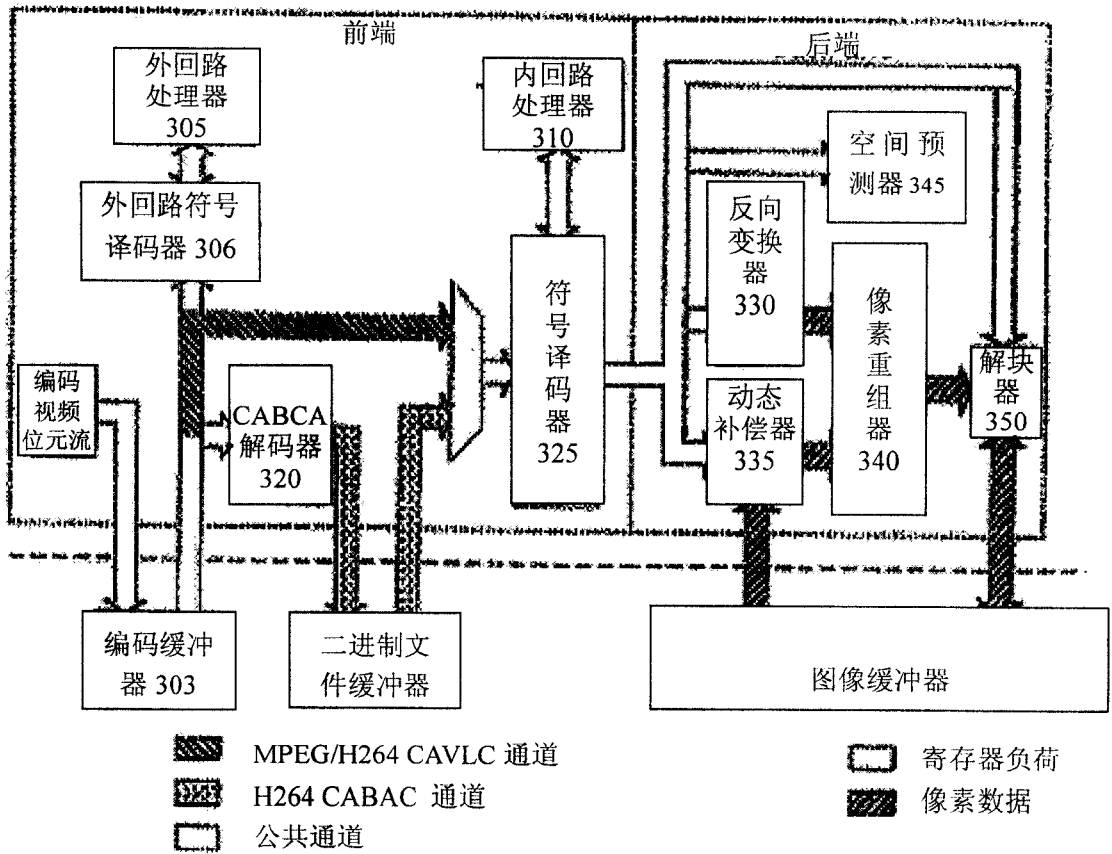 前端
后端
外回路
处理器
305
内回路
处理器
310
空间预
测器 345
外回路符号
译码器 306
反向
变换
器
330
符
号
译
码
器
325
像
素
重
组
器
340
编码
视频
位元流
CABCA
解码器
320
动态
补偿器
335
解块
器
350
编码缓冲
器 303
二进制文
件缓冲器
图像缓冲器
MPEG/H264 CAVLC 通道
H264 CABAC 通道
公共通道
寄存器负荷
像素数据